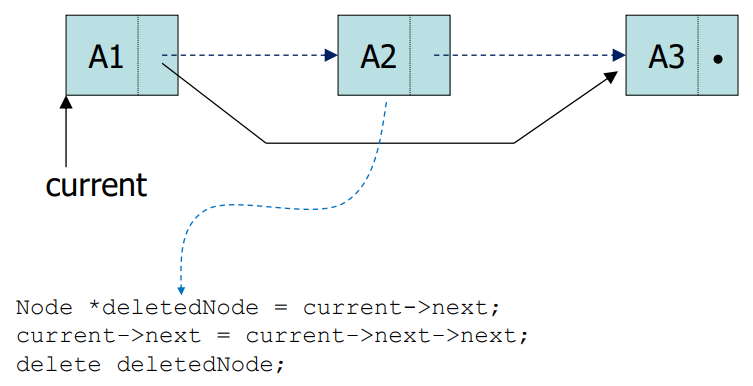 A1 A2 A3
current
Node *deletedNode = current->next;
current->next = current->next->next;
delete deletedNode;